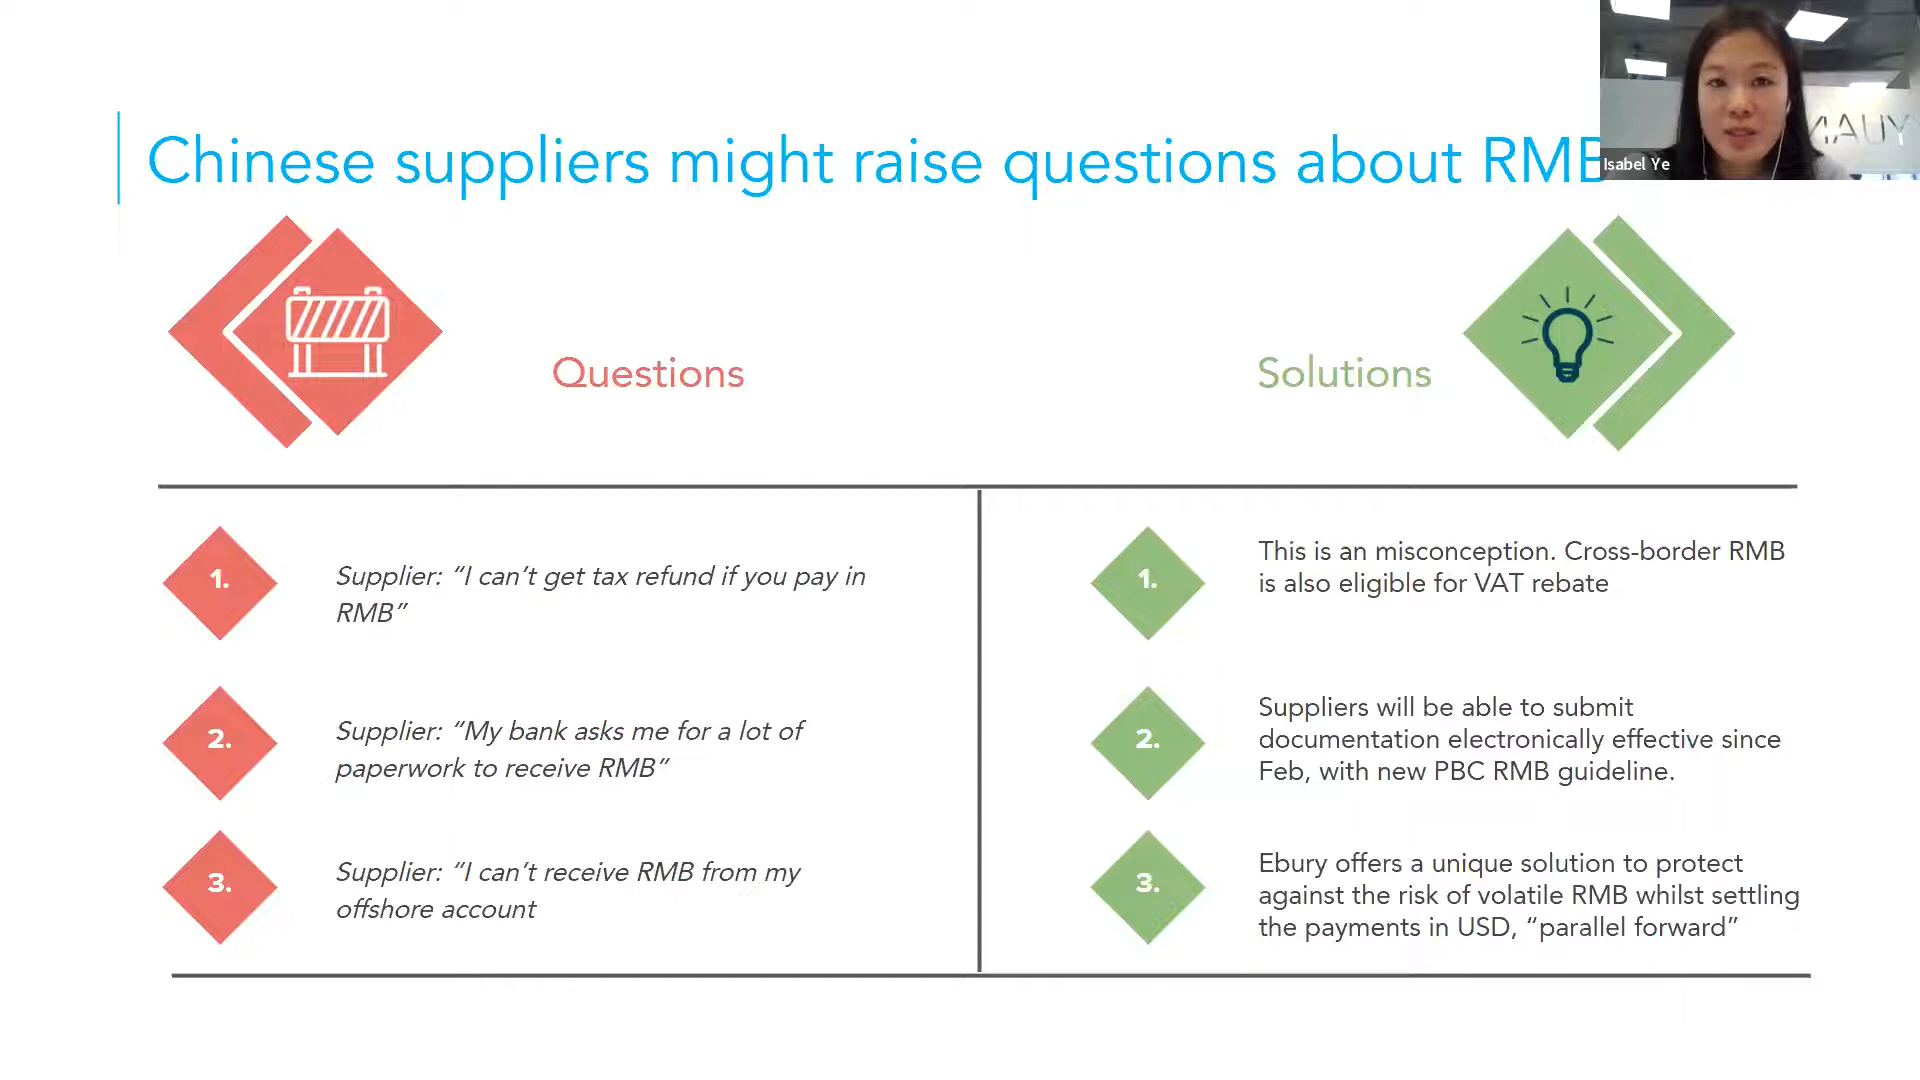 Chinese suppliers might raise questions about RMB
Isabel Ye
YUAN
Questions
Solutions
1.
Supplier: “I can’t get tax refund if you pay in
RMB”
1.
This is an misconception. Cross-border RMB
is also eligible for VAT rebate
2.
Supplier: “My bank asks me for a lot of
paperwork to receive RMB”
2.
Suppliers will be able to submit
documentation electronically effective since
Feb, with new PBC RMB guideline.
3.
Supplier: “I can’t receive RMB from my
offshore account
3.
Ebury offers a unique solution to protect
against the risk of volatile RMB whilst settling
the payments in USD, “parallel forward”